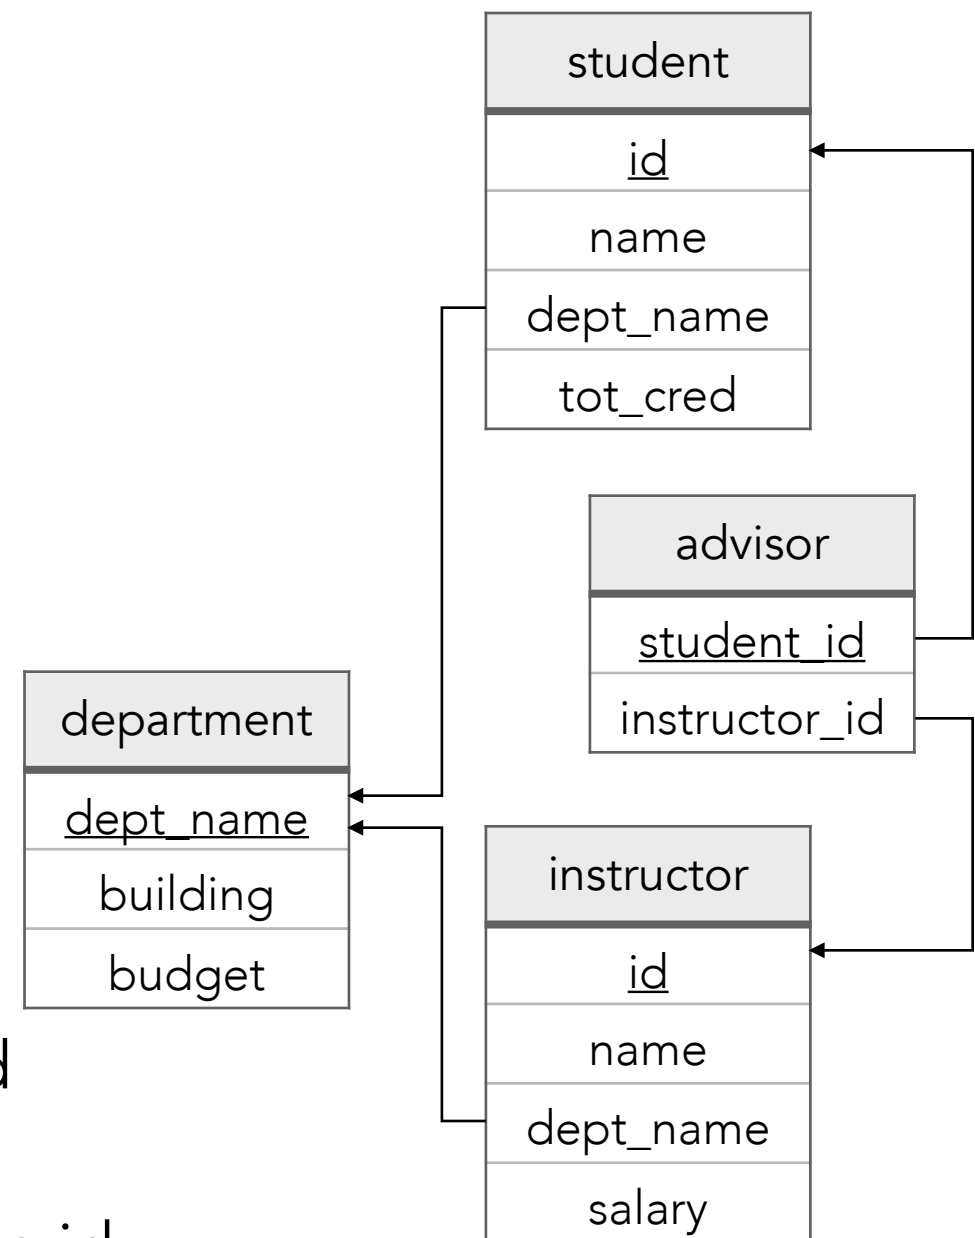 student
id
name
dept_name
tot_cred
advisor
student_id
instructor_id
department
dept_name
building
budget
instructor
id
name
dept_name
salary